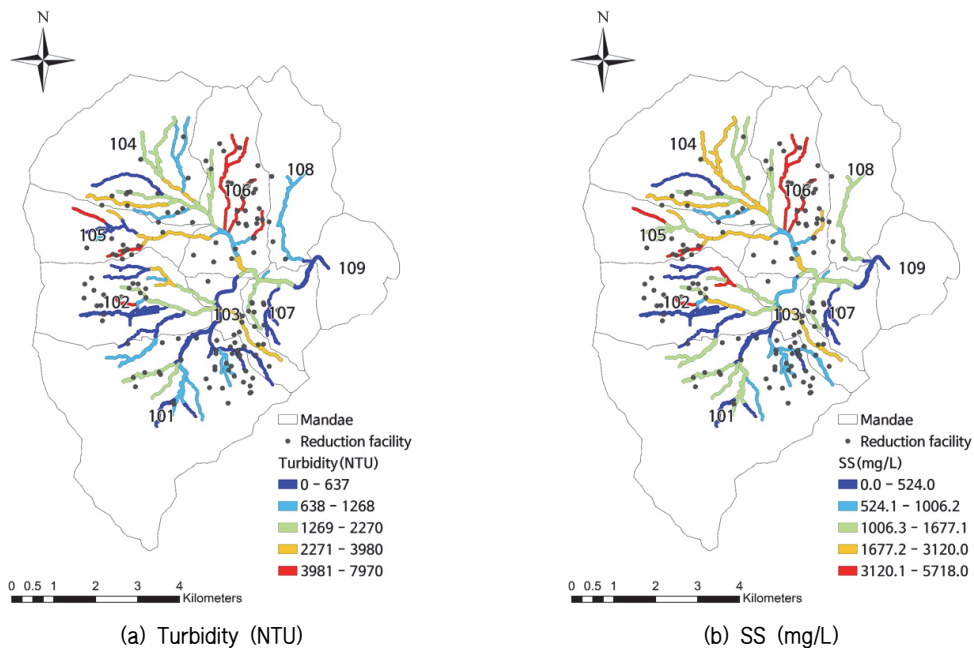 N
104
108
106
105
109
102
103
107
101
Mandae
Reduction facility
Turbidity(NTU)
0 - 637
638 - 1268
1269 - 2270
2271 - 3980
3981 - 7970
0 0.5 1 2 3 4
Kilometers
(a) Turbidity (NTU)
N
104
108
106
105
109
102
103
107
101
Mandae
Reduction facility
SS(mg/L)
0.0 - 524.0
524.1 - 1006.2
1006.3 - 1677.1
1677.2 - 3120.0
3120.1 - 5718.0
0 0.5 1 2 3 4
Kilometers
(b) SS (mg/L)